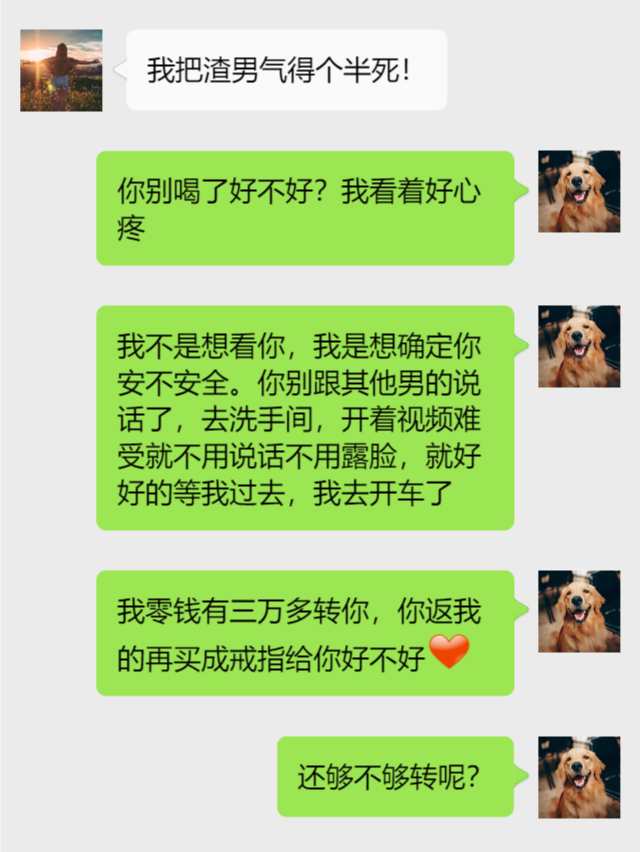 我把渣男气得个半死！
你别喝了好不好？我看着好心
疼
我不是想看你，我是想确定你
安不安全。你别跟其他男的说
话了，去洗手间，开着视频难
受就不用说话不用露脸，就好
好的等我过去，我去开车了
我零钱有三万多转你，你返我
的再买成戒指给你好不好
还够不够转呢？